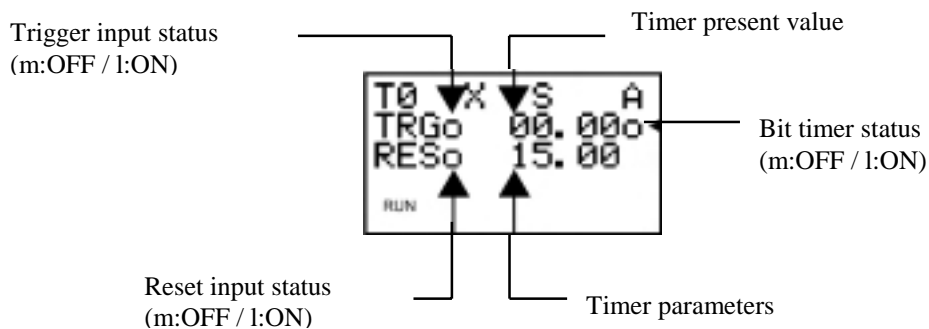 Trigger input status
(m:OFF / l:ON)
Timer present value
T0 X S A
TRGo 00.00o
RESo 15.00
RUN
Bit timer status
(m:OFF / l:ON)
Reset input status
(m:OFF / l:ON)
Timer parameters